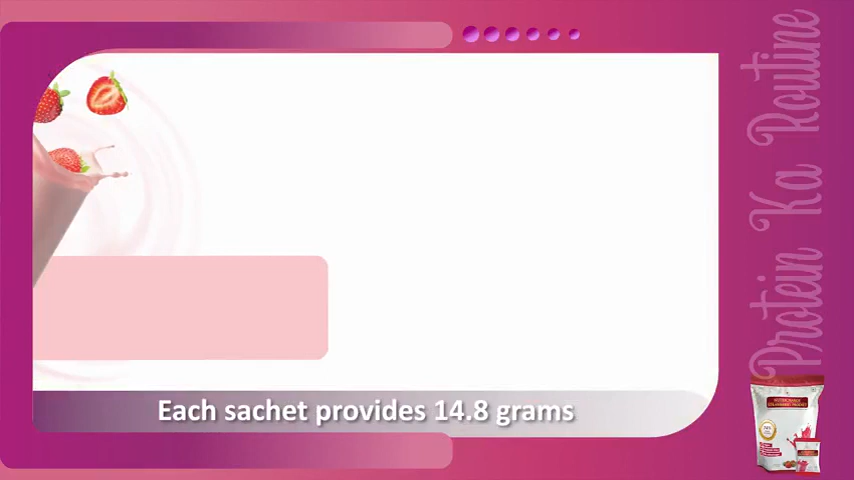 Protein Ka Routine
Each sachet provides 14.8 grams